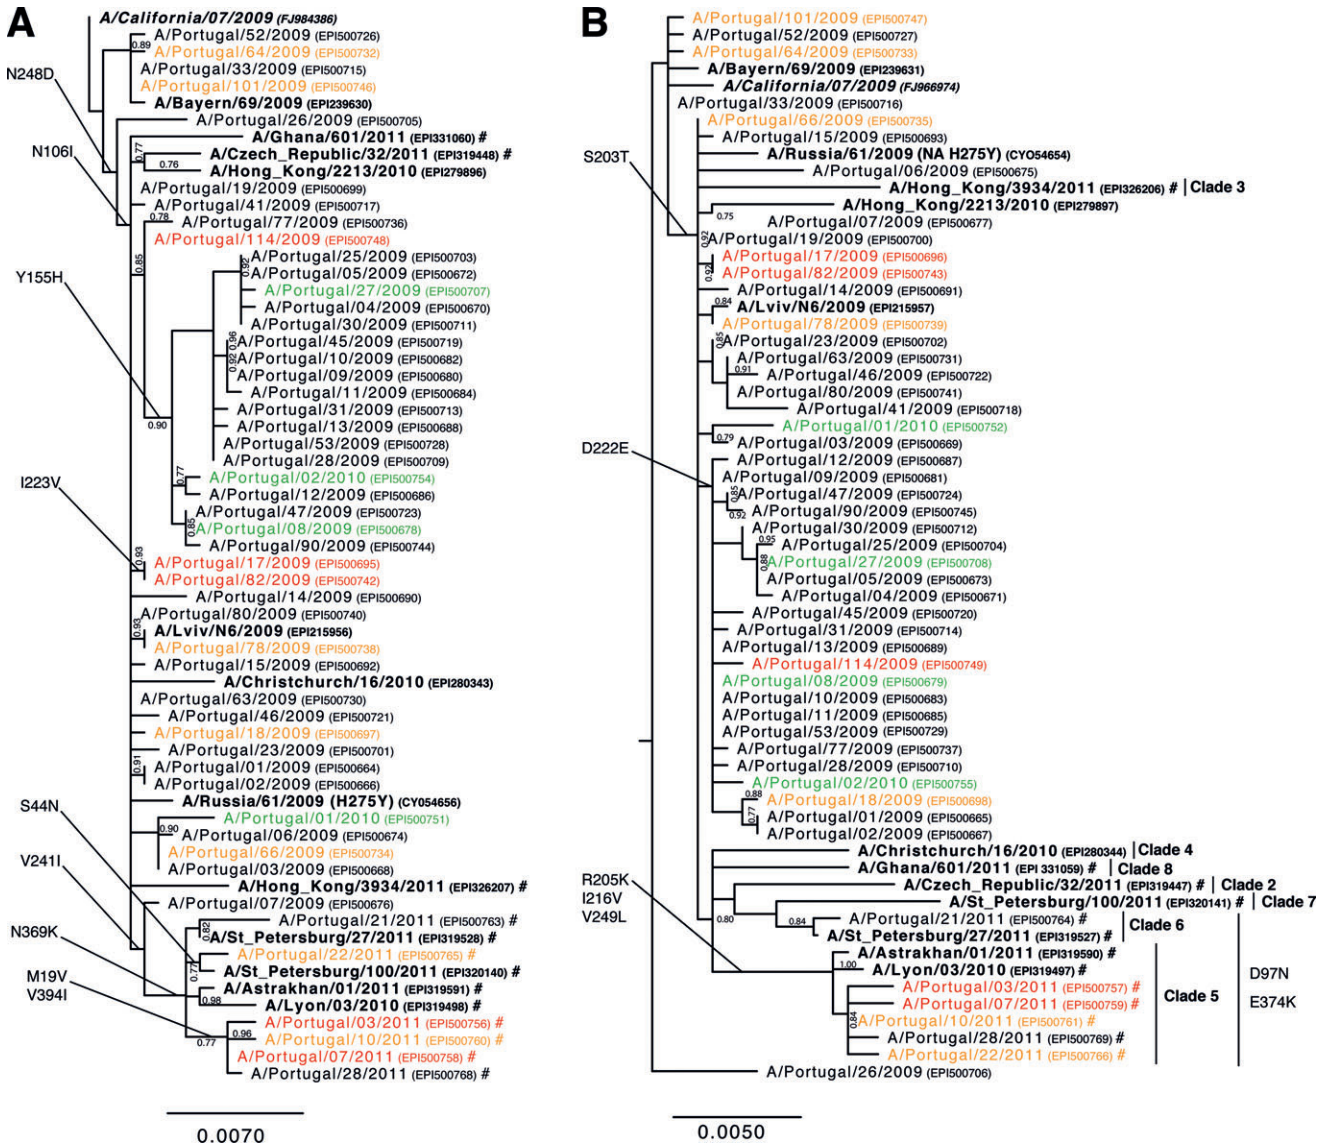 A
A/California/07/2009 (FJ984386)
A/Portugal/52/2009 (EPI500726)
0.89
A/Portugal/64/2009 (EPI500732)
A/Portugal/33/2009 (EPI500715)
N248D
A/Portugal/101/2009 (EPI500746)
A/Bayern/69/2009 (EPI239630)
A/Portugal/26/2009 (EPI500705)
A/Ghana/601/2011 (EPI331060) #
N106I
0.77
A/Czech_Republic/32/2011 (EPI319448) #
0.76
A/Hong_Kong/2213/2010 (EPI279896)
A/Portugal/19/2009 (EPI500699)
A/Portugal/41/2009 (EPI500717)
0.78
A/Portugal/77/2009 (EPI500736)
A/Portugal/114/2009 (EPI500748)
0.85
A/Portugal/25/2009 (EPI500703)
0.92
A/Portugal/05/2009 (EPI500672)
Y155H
A/Portugal/27/2009 (EPI500707)
A/Portugal/04/2009 (EPI500670)
A/Portugal/30/2009 (EPI500711)
0.96
A/Portugal/45/2009 (EPI500719)
0.92
A/Portugal/10/2009 (EPI500682)
A/Portugal/09/2009 (EPI500680)
A/Portugal/11/2009 (EPI500684)
A/Portugal/31/2009 (EPI500713)
0.90
A/Portugal/13/2009 (EPI500688)
A/Portugal/53/2009 (EPI500728)
A/Portugal/28/2009 (EPI500709)
0.77
A/Portugal/02/2010 (EPI500754)
I223V
A/Portugal/12/2009 (EPI500686)
A/Portugal/47/2009 (EPI500723)
0.85
A/Portugal/08/2009 (EPI500678)
A/Portugal/90/2009 (EPI500744)
0.93
A/Portugal/17/2009 (EPI500695)
A/Portugal/82/2009 (EPI500742)
A/Portugal/14/2009 (EPI500690)
A/Portugal/80/2009 (EPI500740)
0.93
A/Lviv/N6/2009 (EPI215956)
A/Portugal/78/2009 (EPI500738)
A/Portugal/15/2009 (EPI500692)
A/Christchurch/16/2010 (EPI280343)
A/Portugal/63/2009 (EPI500730)
A/Portugal/46/2009 (EPI500721)
A/Portugal/18/2009 (EPI500697)
A/Portugal/23/2009 (EPI500701)
0.91
A/Portugal/01/2009 (EPI500664)
A/Portugal/02/2009 (EPI500666)
S44N
A/Russia/61/2009 (H275Y) (CY054656)
A/Portugal/01/2010 (EPI500751)
0.90
A/Portugal/06/2009 (EPI500674)
A/Portugal/66/2009 (EPI500734)
V241I
A/Portugal/03/2009 (EPI500668)
A/Hong_Kong/3934/2011 (EPI326207) #
A/Portugal/07/2009 (EPI500676)
A/Portugal/21/2011 (EPI500763) #
0.82
N369K
A/St_Petersburg/27/2011 (EPI319528) #
A/Portugal/22/2011 (EPI500765) #
0.77
A/St_Petersburg/100/2011 (EPI320140) #
M19V
V394I
A/Astrakhan/01/2011 (EPI319591) #
0.98
A/Lyon/03/2010 (EPI319498) #
A/Portugal/03/2011 (EPI500756) #
0.96
A/Portugal/10/2011 (EPI500760) #
0.77
A/Portugal/07/2011 (EPI500758) #
A/Portugal/28/2011 (EPI500768) #
0.0070
B
A/Portugal/101/2009 (EPI500747)
A/Portugal/52/2009 (EPI500727)
A/Portugal/64/2009 (EPI500733)
A/Bayern/69/2009 (EPI239631)
A/California/07/2009 (FJ966974)
A/Portugal/33/2009 (EPI500716)
A/Portugal/66/2009 (EPI500735)
A/Portugal/15/2009 (EPI500693)
S203T
A/Russia/61/2009 (NA H275Y) (CYO54654)
A/Portugal/06/2009 (EPI500675)
A/Hong_Kong/3934/2011 (EPI326206) # Clade 3
A/Hong_Kong/2213/2010 (EPI279897)
0.75
A/Portugal/07/2009 (EPI500677)
0.92
A/Portugal/19/2009 (EPI500700)
A/Portugal/17/2009 (EPI500696)
0.92
A/Portugal/82/2009 (EPI500743)
A/Portugal/14/2009 (EPI500691)
0.84
A/Lviv/N6/2009 (EPI215957)
A/Portugal/78/2009 (EPI500739)
0.85
A/Portugal/23/2009 (EPI500702)
A/Portugal/63/2009 (EPI500731)
0.91
A/Portugal/46/2009 (EPI500722)
A/Portugal/80/2009 (EPI500741)
A/Portugal/41/2009 (EPI500718)
A/Portugal/01/2010 (EPI500752)
0.79
A/Portugal/03/2009 (EPI500669)
D222E
A/Portugal/12/2009 (EPI500687)
A/Portugal/09/2009 (EPI500681)
0.85
A/Portugal/47/2009 (EPI500724)
0.92
A/Portugal/90/2009 (EPI500745)
A/Portugal/30/2009 (EPI500712)
0.95
A/Portugal/25/2009 (EPI500704)
0.88
A/Portugal/27/2009 (EPI500708)
A/Portugal/05/2009 (EPI500673)
A/Portugal/04/2009 (EPI500671)
A/Portugal/45/2009 (EPI500720)
A/Portugal/31/2009 (EPI500714)
A/Portugal/13/2009 (EPI500689)
A/Portugal/114/2009 (EPI500749)
A/Portugal/08/2009 (EPI500679)
A/Portugal/10/2009 (EPI500683)
A/Portugal/11/2009 (EPI500685)
A/Portugal/53/2009 (EPI500729)
A/Portugal/77/2009 (EPI500737)
A/Portugal/28/2009 (EPI500710)
A/Portugal/02/2010 (EPI500755)
0.88
A/Portugal/18/2009 (EPI500698)
0.77
A/Portugal/01/2009 (EPI500665)
A/Portugal/02/2009 (EPI500667)
A/Christchurch/16/2010 (EPI280344) Clade 4
A/Ghana/601/2011 (EPI 331059) # Clade 8
R205K
I216V
V249L
A/Czech_Republic/32/2011 (EPI319447) # Clade 2
A/St_Petersburg/100/2011 (EPI320141) # Clade 7
0.80
0.84
A/Portugal/21/2011 (EPI500764) #
A/St_Petersburg/27/2011 (EPI319527) #
Clade 6
A/Astrakhan/01/2011 (EPI319590) #
1.00
A/Lyon/03/2010 (EPI319497) #
A/Portugal/03/2011 (EPI500757) #
A/Portugal/07/2011 (EPI500759) #
0.84
A/Portugal/10/2011 (EPI500761) #
A/Portugal/28/2011 (EPI500769) #
A/Portugal/22/2011 (EPI500766) #
Clade 5
D97N
E374K
A/Portugal/26/2009 (EPI500706)
0.0050